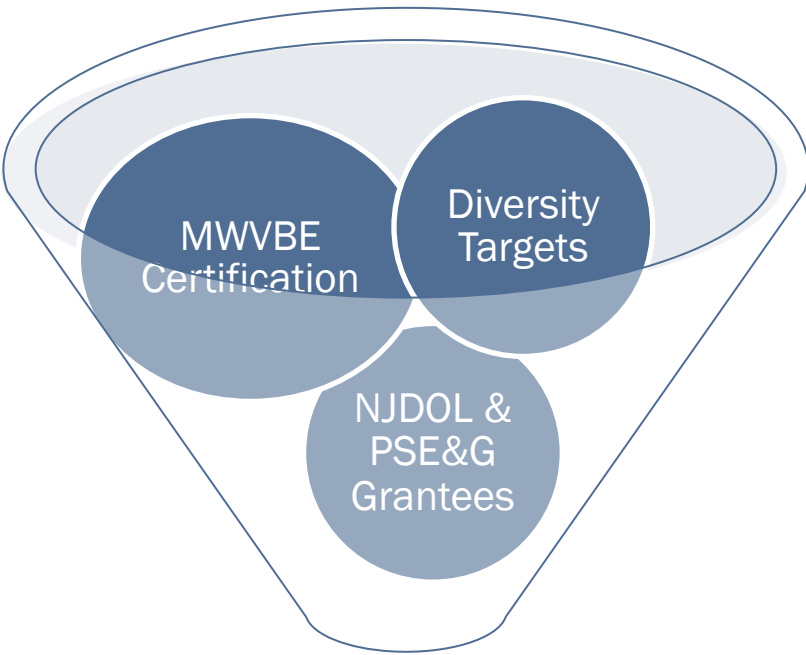 MWVBE
Certification
Diversity
Targets
NJDOL &
PSE&G
Grantees